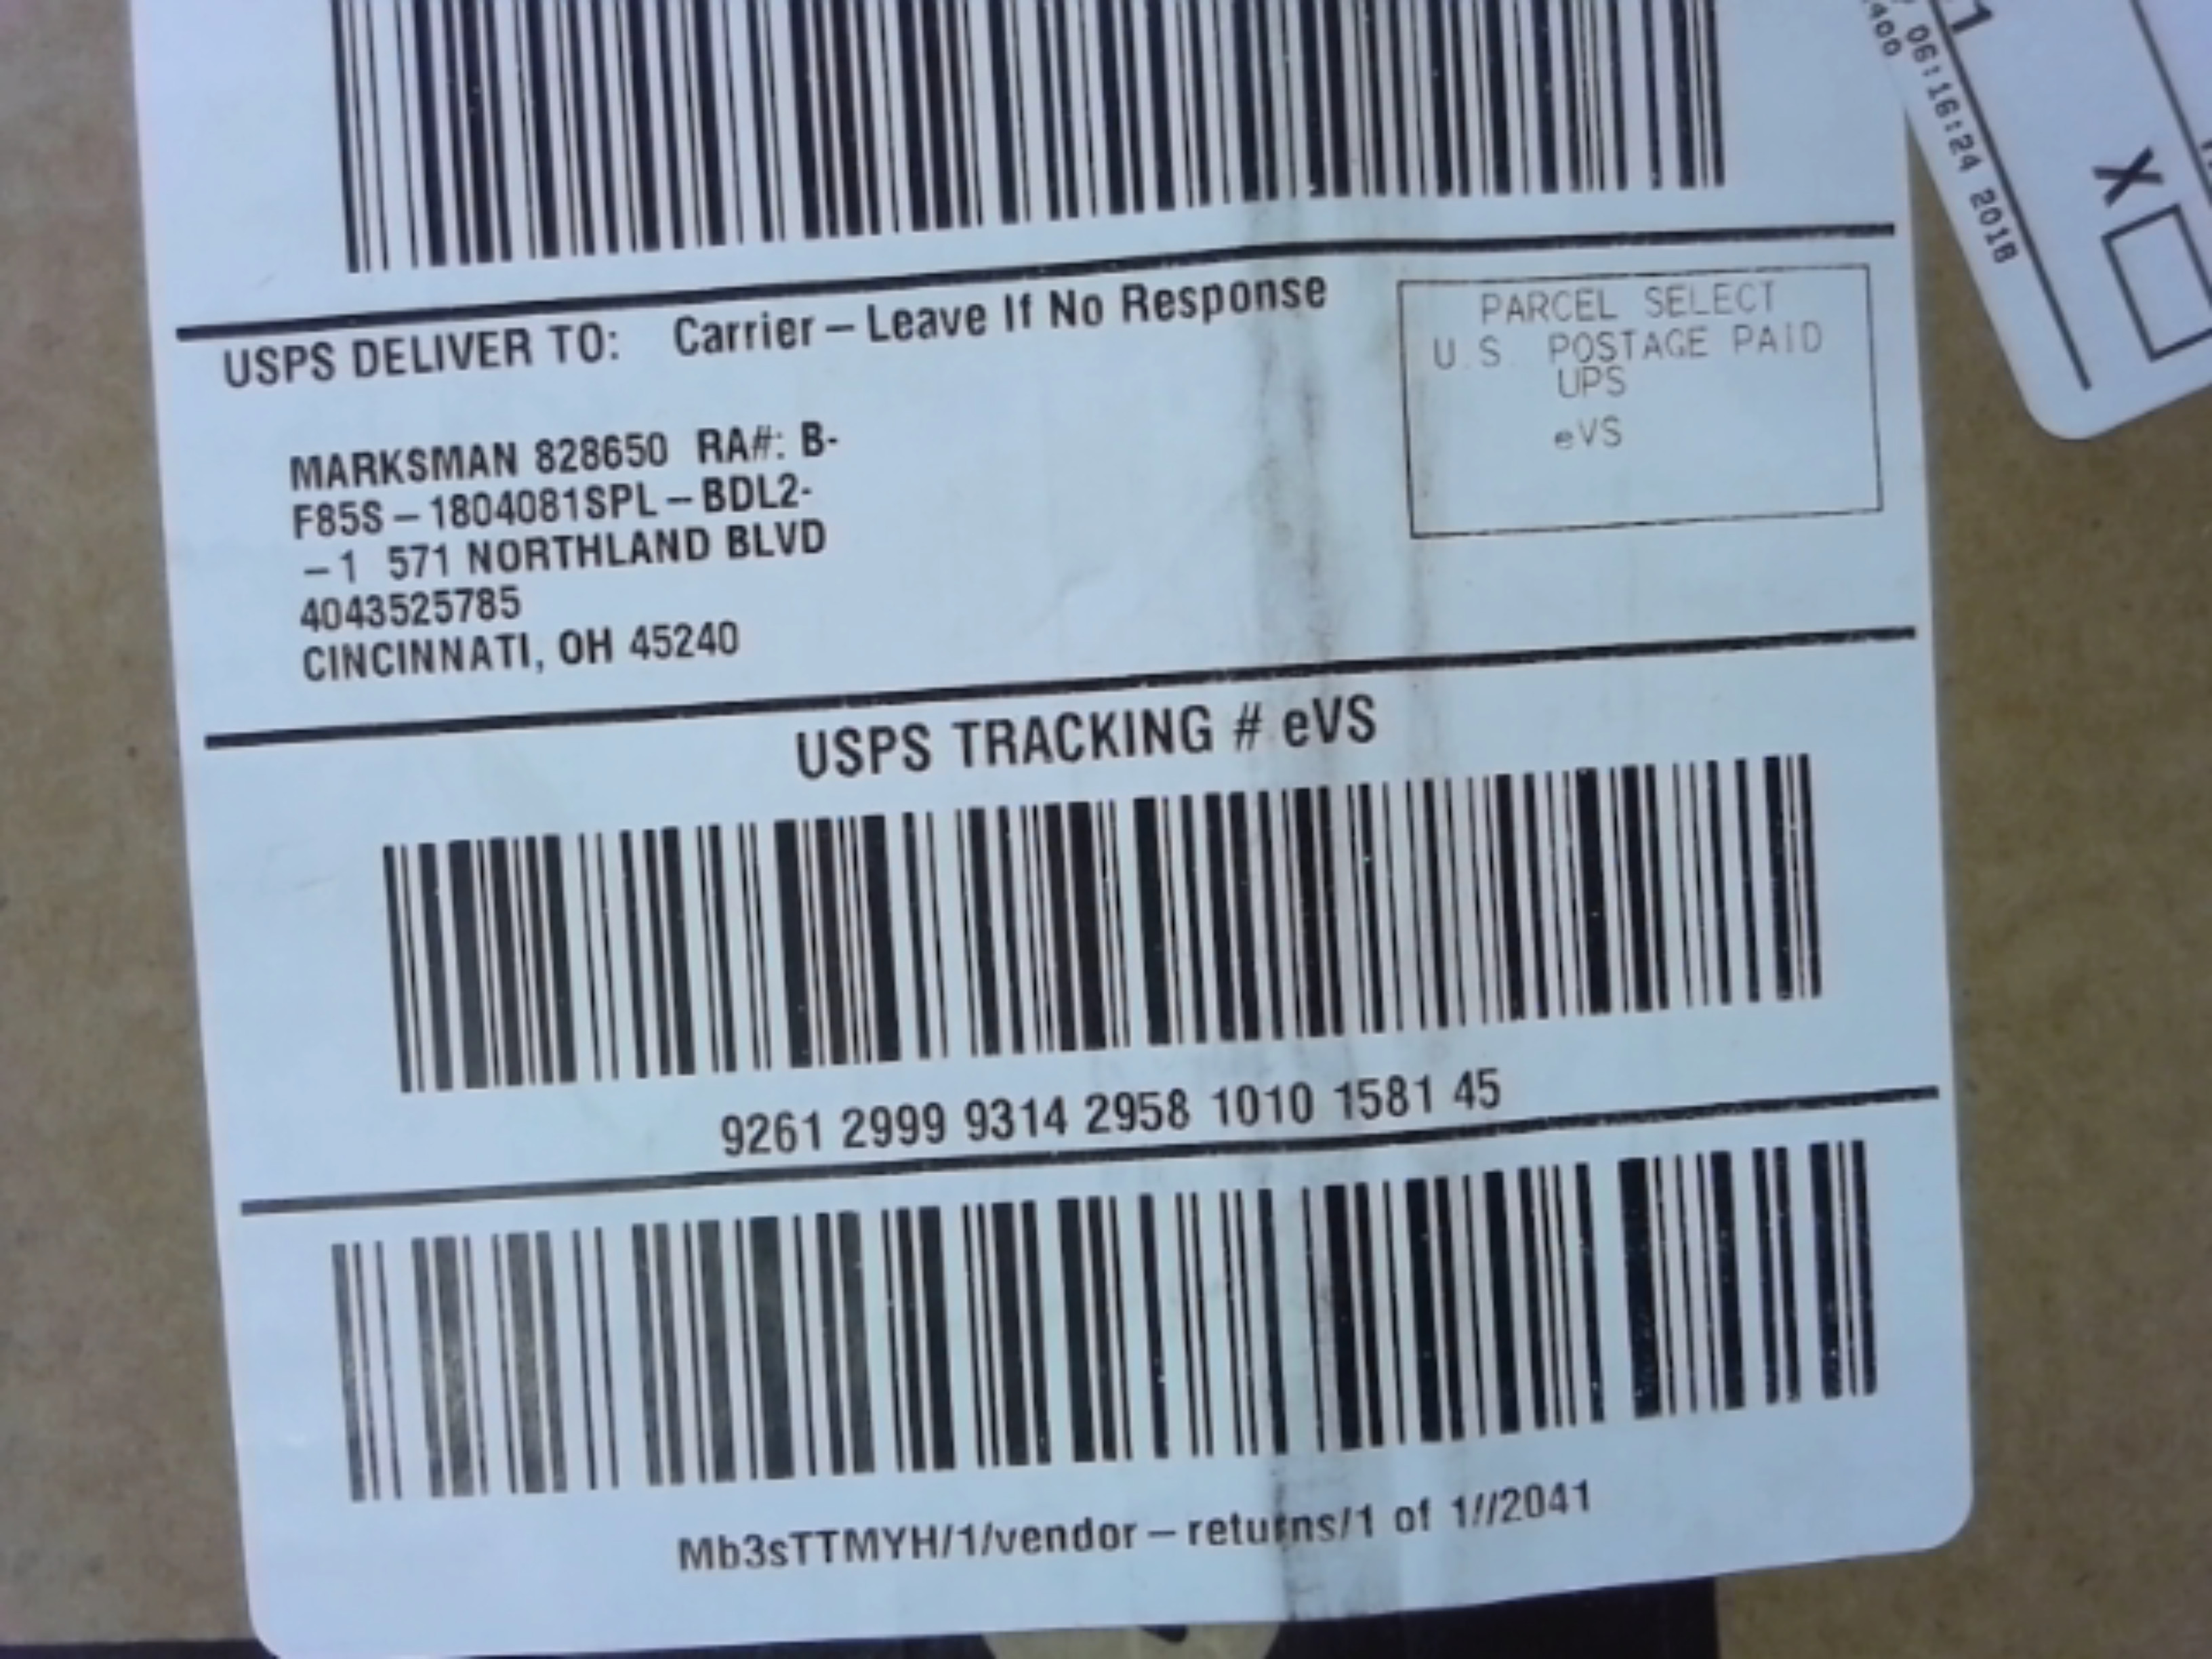 USPS DELIVER TO: Carrier – Leave If No Response
PARCEL SELECT
U.S. POSTAGE PAID
UPS
eVS
MARKSMAN 828650 RA#: B-
F85S – 1804081SPL – BDL2-
– 1 571 NORTHLAND BLVD
4043525785
CINCINNATI, OH 45240
USPS TRACKING # eVS
9261 2999 9314 2958 1010 1581 45
Mb3sTTMYH/1/vendor – returns/1 of 1//2041
06:16:24 2018
X